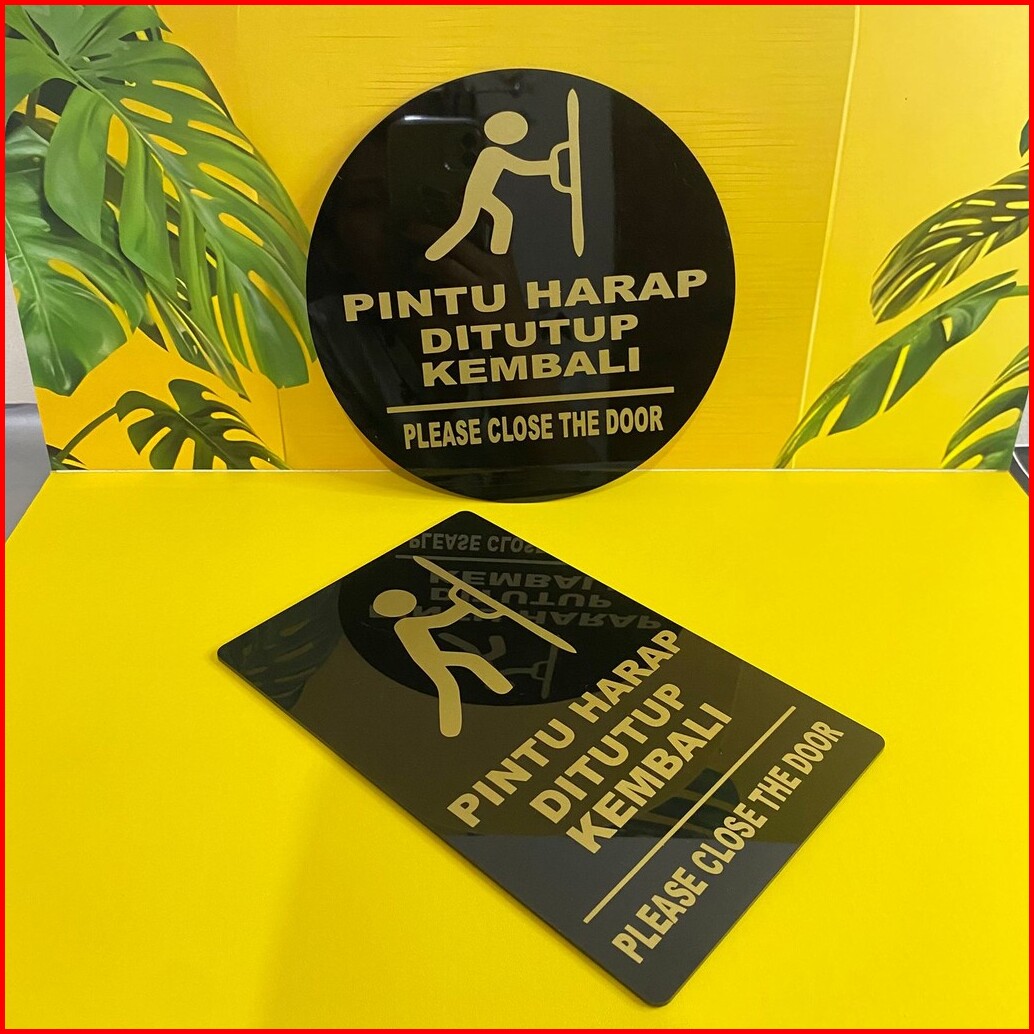 PINTU HARAP
DITUTUP
KEMBALI
PLEASE CLOSE THE DOOR
PINTU HARAP
DITUTUP
KEMBALI
PLEASE CLOSE THE DOOR